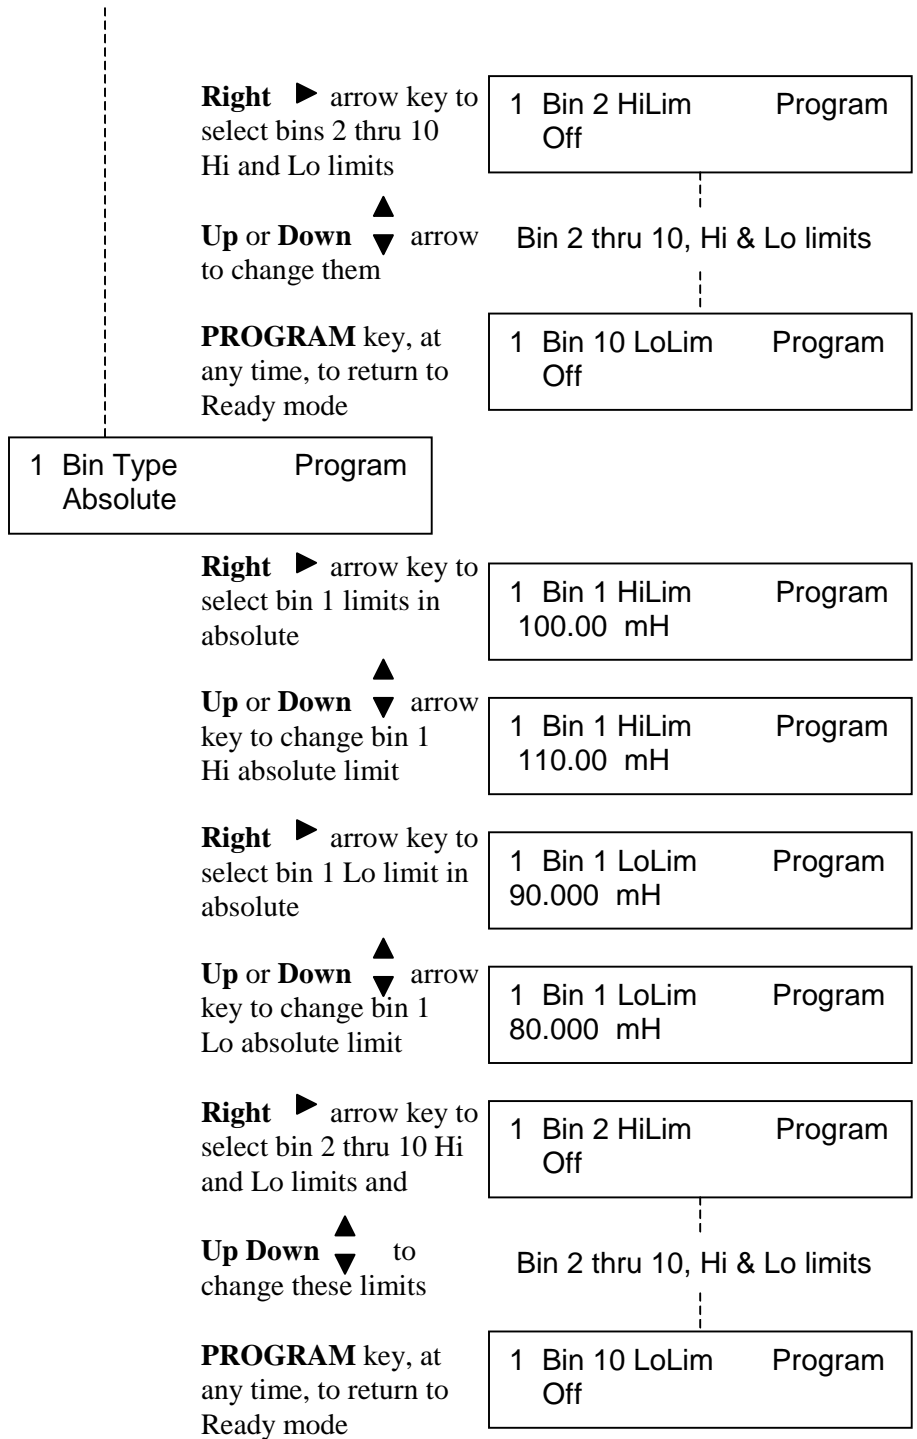 Right ▶ arrow key to
select bins 2 thru 10
Hi and Lo limits
1 Bin 2 HiLim Program
Off
▲
Up or Down ▼ arrow
to change them
Bin 2 thru 10, Hi & Lo limits
PROGRAM key, at
any time, to return to
Ready mode
1 Bin 10 LoLim Program
Off
1 Bin Type Program
Absolute
Right ▶ arrow key to
select bin 1 limits in
absolute
1 Bin 1 HiLim Program
100.00 mH
▲
Up or Down ▼ arrow
key to change bin 1
Hi absolute limit
1 Bin 1 HiLim Program
110.00 mH
Right ▶ arrow key to
select bin 1 Lo limit in
absolute
1 Bin 1 LoLim Program
90.000 mH
▲
Up or Down ▼ arrow
key to change bin 1
Lo absolute limit
1 Bin 1 LoLim Program
80.000 mH
Right ▶ arrow key to
select bin 2 thru 10 Hi
and Lo limits and
1 Bin 2 HiLim Program
Off
▲
Up Down ▼ to
change these limits
Bin 2 thru 10, Hi & Lo limits
PROGRAM key, at
any time, to return to
Ready mode
1 Bin 10 LoLim Program
Off